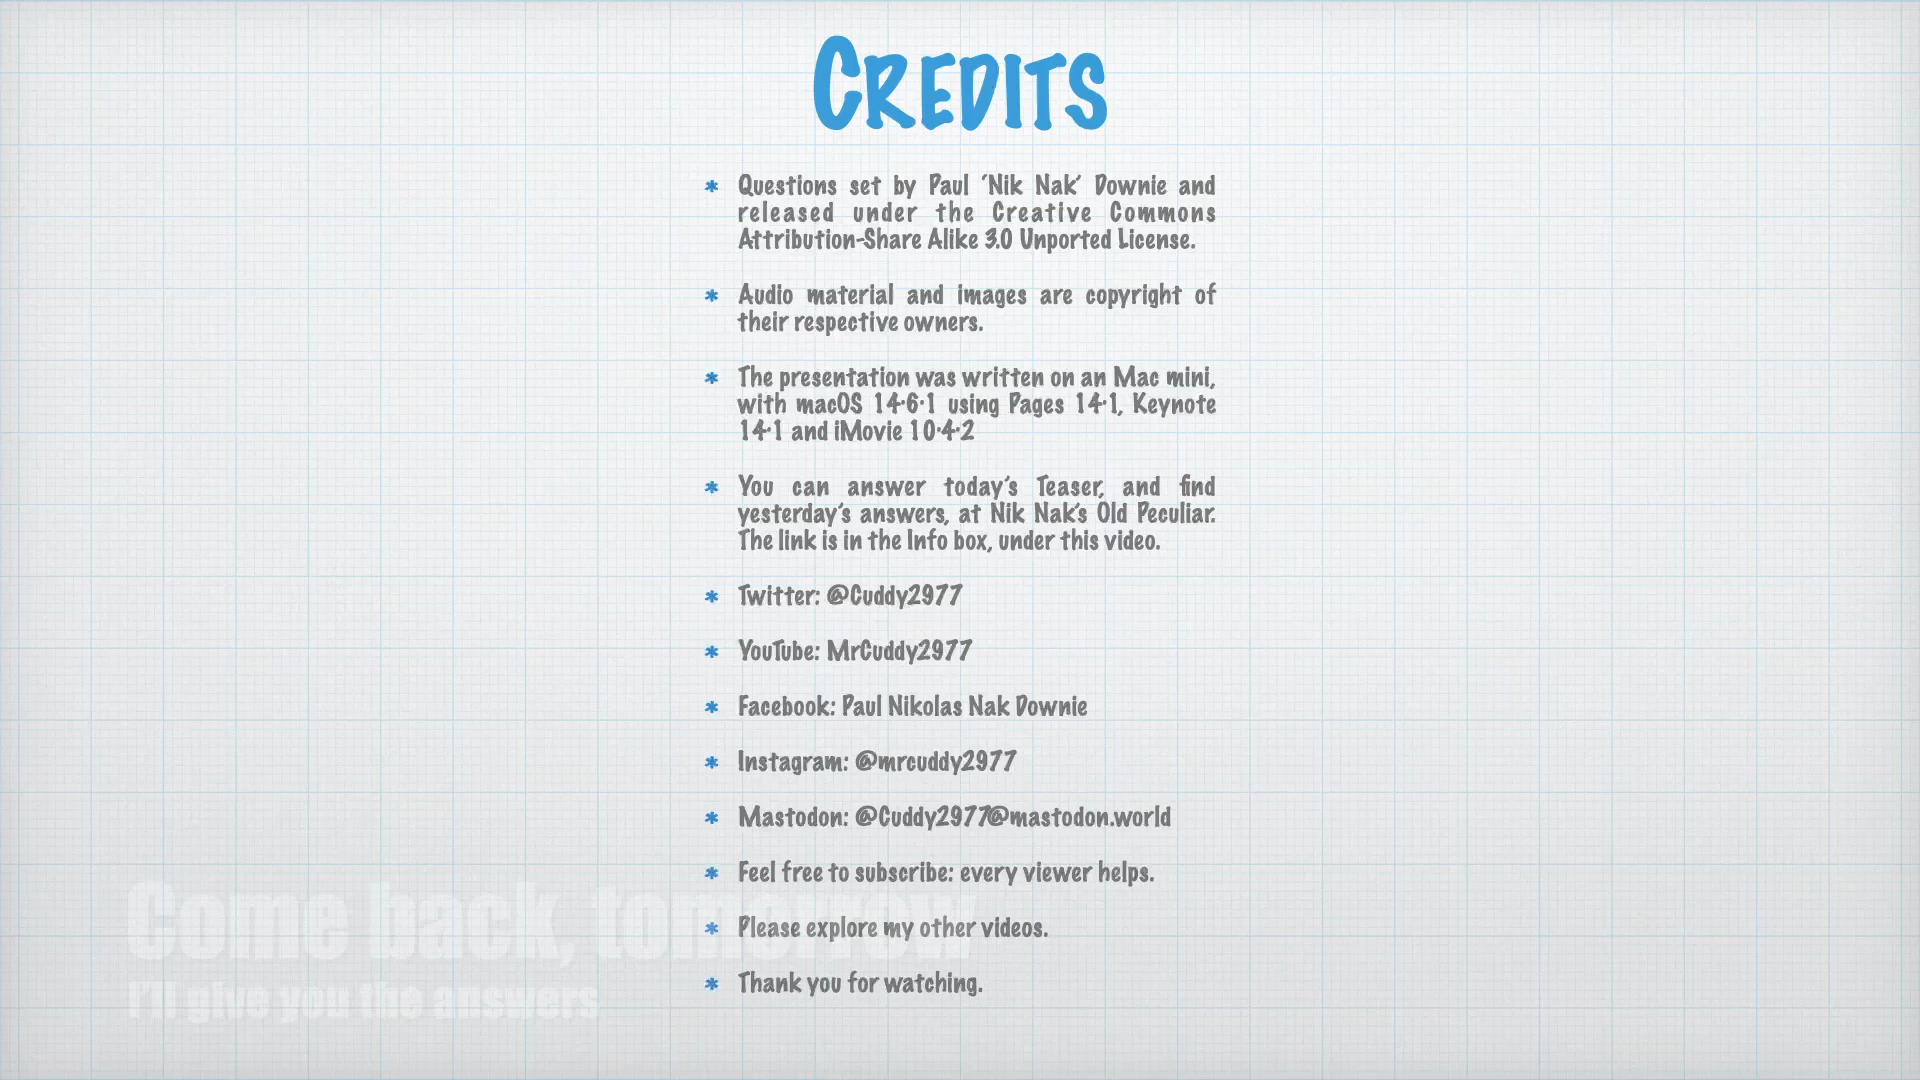 CREDITS
* Questions set by Paul ‘Nik Nak’ Downie and
released under the Creative Commons
Attribution-Share Alike 3.0 Unported License.
* Audio material and images are copyright of
their respective owners.
* The presentation was written on an Mac mini,
with macOS 14·6·1 using Pages 14·1, Keynote
14·1 and iMovie 10·4·2
* You can answer today’s Teaser, and find
yesterday’s answers, at Nik Nak’s Old Peculiar.
The link is in the Info box, under this video.
* Twitter: @Cuddy2977
* YouTube: MrCuddy2977
* Facebook: Paul Nikolas Nak Downie
* Instagram: @mrcuddy2977
* Mastodon: @Cuddy2977@mastodon.world
* Feel free to subscribe: every viewer helps.
* Please explore my other videos.
* Thank you for watching.
Come back, tomorrow
I’ll give you the answers